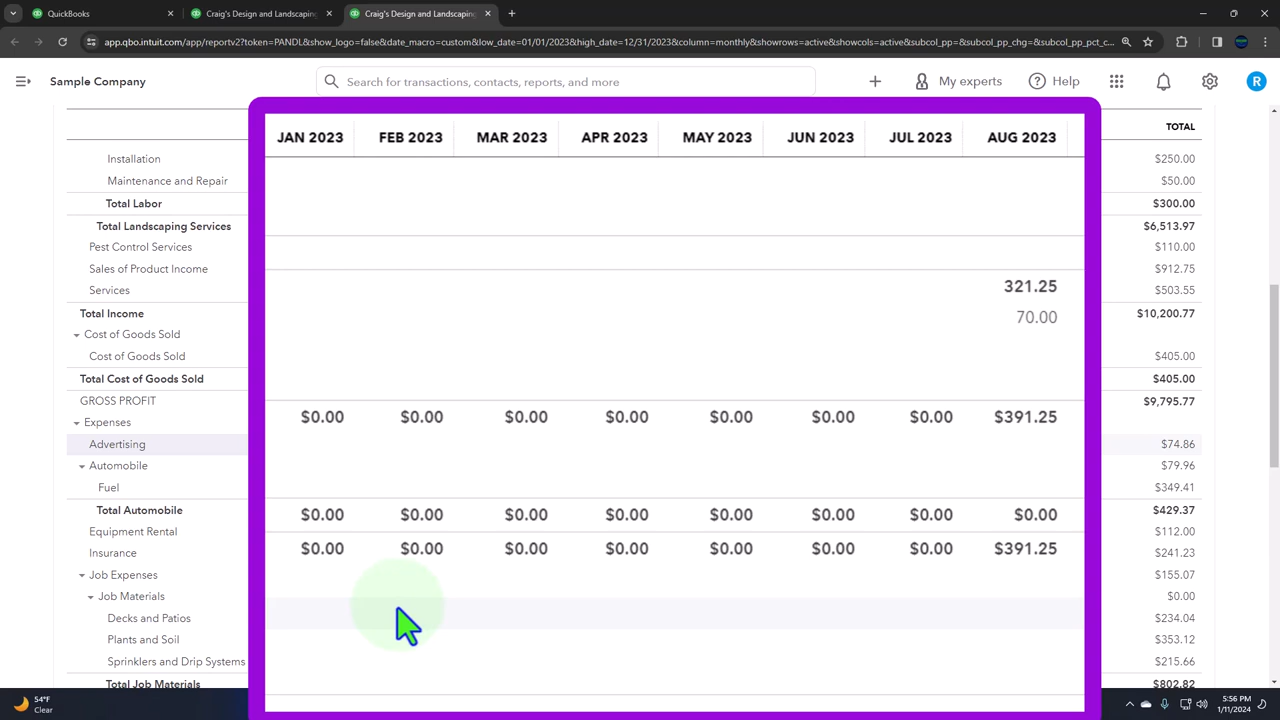 QuickBooks Craig's Design and Landscaping Craig's Design and Landscaping
app.qbo.intuit.com/app/reportv2?token=PANDL&show_logo=false&date_macro=custom&low_date=01/01/2023&high_date=12/31/2023&column=monthly&showrows=active&showcols=active&subcol_pp=&subcol_pp_pct_c...
Sample Company Search for transactions, contacts, reports, and more My experts Help R
JAN 2023 FEB 2023 MAR 2023 APR 2023 MAY 2023 JUN 2023 JUL 2023 AUG 2023 TOTAL
Installation $250.00
Maintenance and Repair $50.00
Total Labor $300.00
Total Landscaping Services $6,513.97
Pest Control Services $110.00
Sales of Product Income $912.75
Services $503.55
Total Income $10,200.77
Cost of Goods Sold
Cost of Goods Sold $405.00
Total Cost of Goods Sold $405.00
GROSS PROFIT $9,795.77
Expenses
Advertising $74.86
Automobile $79.96
Fuel $349.41
Total Automobile $429.37
Equipment Rental $112.00
Insurance $241.23
Job Expenses $155.07
Job Materials $0.00
Decks and Patios $234.04
Plants and Soil $353.12
Sprinklers and Drip Systems $215.66
Total Job Materials $802.82
321.25
70.00
$0.00 $0.00 $0.00 $0.00 $0.00 $0.00 $0.00 $391.25
$0.00 $0.00 $0.00 $0.00 $0.00 $0.00 $0.00 $0.00
$0.00 $0.00 $0.00 $0.00 $0.00 $0.00 $0.00 $391.25
54°F
Clear
5:56 PM
1/11/2024